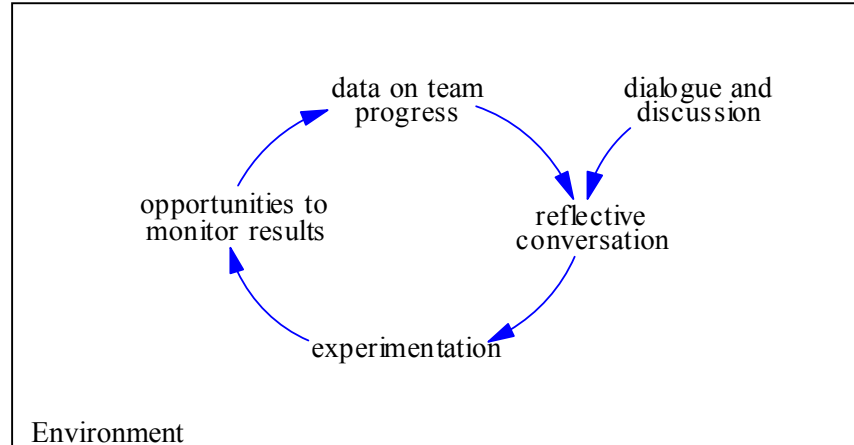 data on team
progress
dialogue and
discussion
opportunities to
monitor results
reflective
conversation
experimentation
Environment